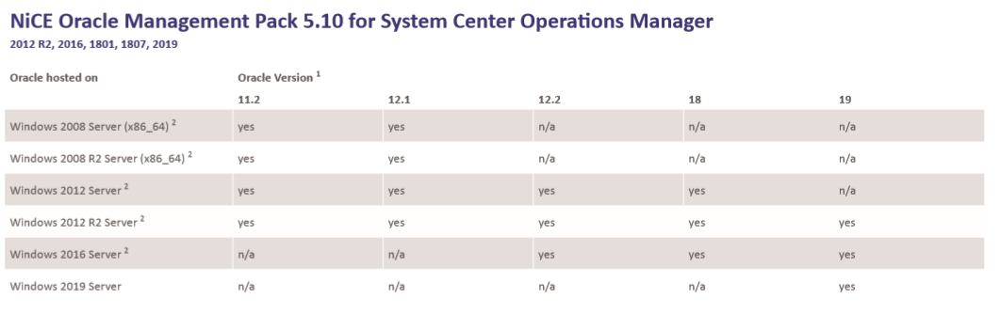 NiCE Oracle Management Pack 5.10 for System Center Operations Manager
2012 R2, 2016, 1801, 1807, 2019
Oracle hosted on Oracle Version 1
11.2 12.1 12.2 18 19
Windows 2008 Server (x86_64) 2 yes yes n/a n/a n/a
Windows 2008 R2 Server (x86_64) 2 yes yes n/a n/a n/a
Windows 2012 Server 2 yes yes yes yes n/a
Windows 2012 R2 Server 2 yes yes yes yes yes
Windows 2016 Server 2 n/a n/a yes yes yes
Windows 2019 Server n/a n/a n/a n/a yes